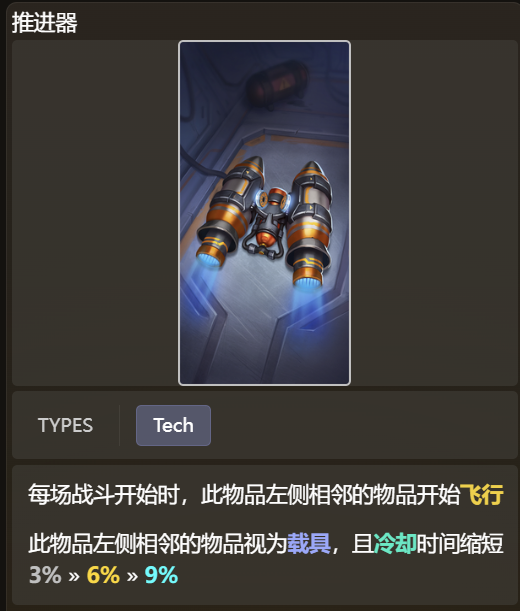 推进器
TYPES
Tech
每场战斗开始时，此物品左侧相邻的物品开始飞行
此物品左侧相邻的物品视为载具，且冷却时间缩短
3% » 6% » 9%